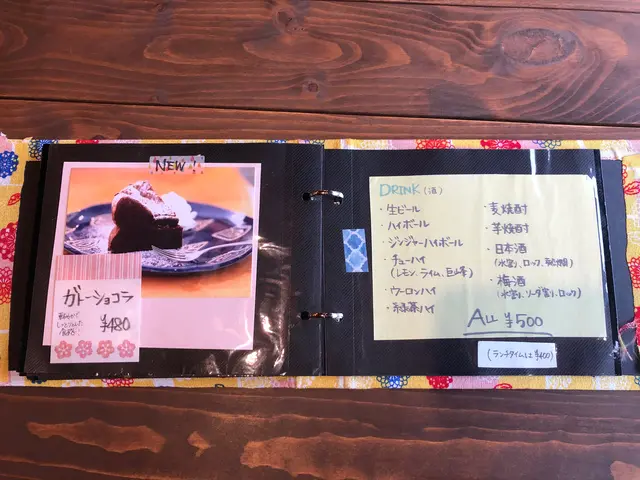 NEW
ガトーショコラ
¥480
DRINK(酒)
・生ビール
・ハイボール
・ジンジャーハイボール
・チューハイ
(レモン、ライム、巨峰)
・ウーロンハイ
・緑茶ハイ
・麦焼酎
・芋焼酎
・日本酒
(水割り、ロック、
・梅酒
(水割り、ソーダ割り、ロック)
ALL ¥500
(ランチタイムは ¥400)